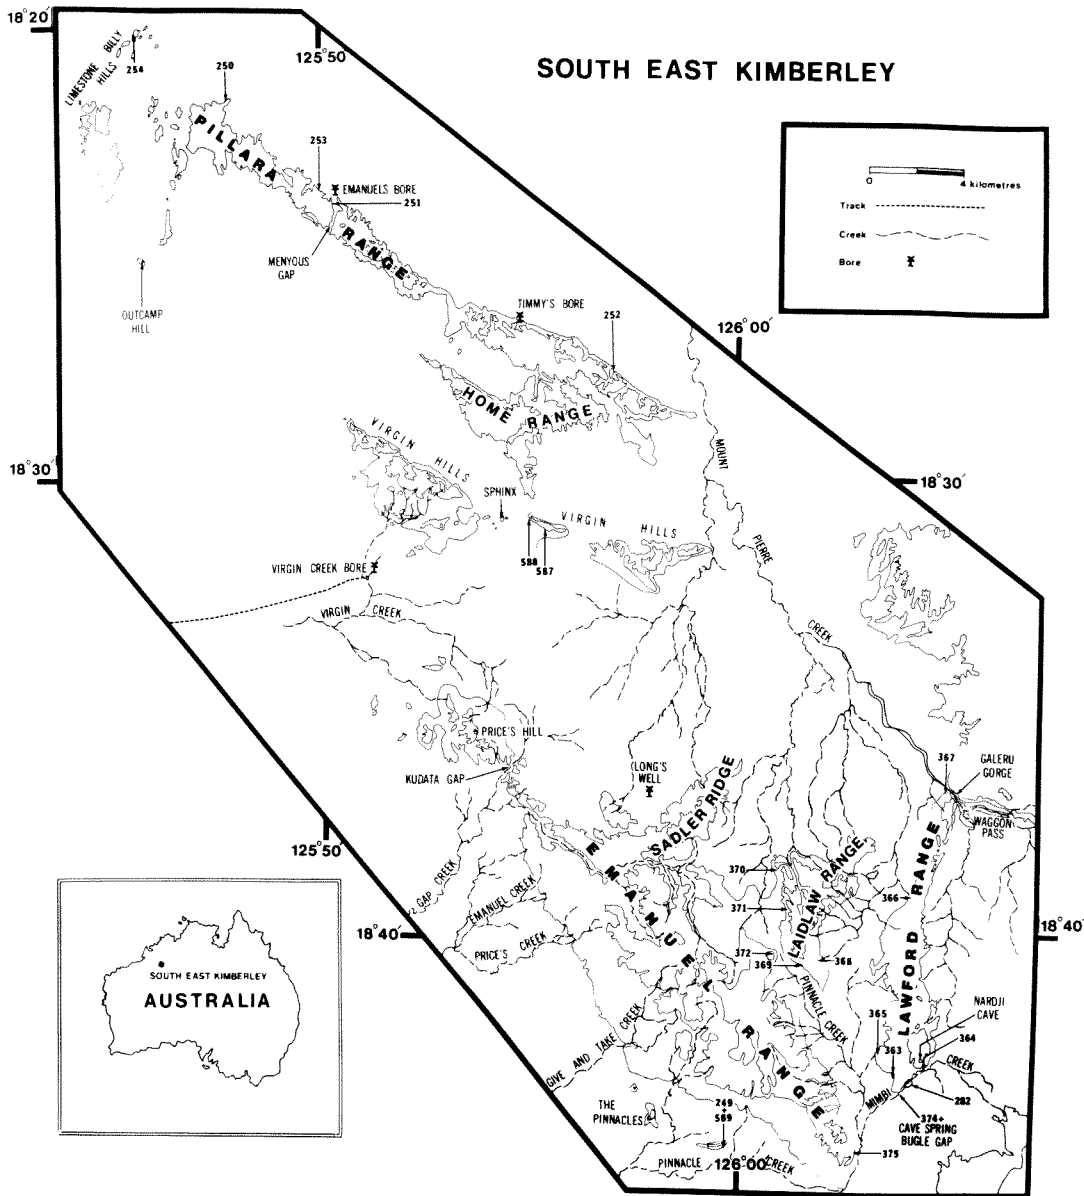 SOUTH EAST KIMBERLEY
18°20′
125°50′
LIMESTONE BILLY
HILLS
254
250
PILLARA
RANGE
253
EMANUELS BORE
251
MENYOUS
GAP
OUTCAMP
HILL
0
4 kilometres
Track
Creek
Bore
TIMMY'S BORE
252
126°00′
HOME RANGE
MOUNT
PIERRE
CREEK
VIRGIN HILLS
18°30′
18°30′
SPHINX
VIRGIN HILLS
588
587
VIRGIN CREEK BORE
VIRGIN CREEK
PRICE'S HILL
KUDATA GAP
LONG'S
WELL
SADLER RIDGE
367
GALERU
GORGE
WAGGON
PASS
125°50′
EMANUEL
RANGE
370
371
LAIDLAW RANGE
366
LAWFORD RANGE
GAP CREEK
EMANUEL CREEK
PRICE'S CREEK
18°40′
18°40′
372
369
368
PINNACLE CREEK
SOUTH EAST KIMBERLEY
AUSTRALIA
GIVE AND TAKE CREEK
365
363
NARDJI
CAVE
364
MIMBI
CREEK
282
374+
CAVE SPRING
BUGLE GAP
375
THE
PINNACLES
249
+
589
PINNACLE CREEK
126°00′